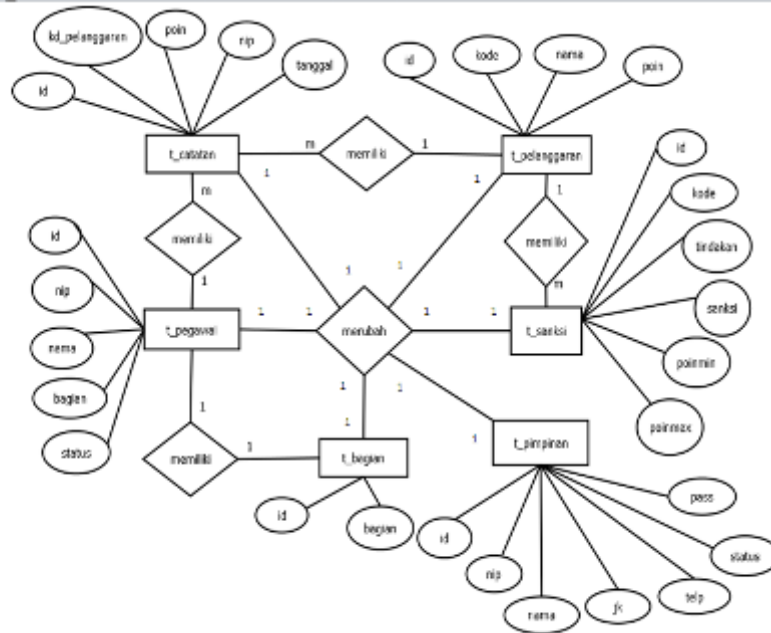 kd_pelanggaran
poin
nip
tanggal
id
id
kode
nama
poin
t_catatan
m
memiliki
1
t_pelanggaran
1
1
m
1
id
kode
tindakan
sanksi
poinmin
poinmax
memiliki
memiliki
m
1
1
1
id
nip
nama
bagian
status
t_pegawai
1
1
merubah
1
1
t_sanksi
1
1
1
1
memiliki
1
t_bagian
1
t_pimpinan
id
bagian
id
nip
nama
jk
telp
status
pass